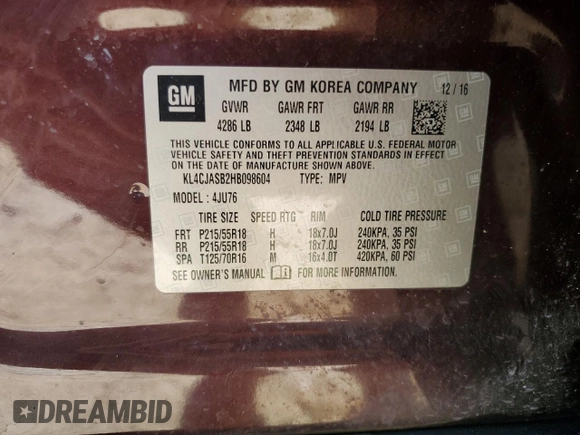 GM
MFD BY GM KOREA COMPANY 12/16
GVWR GAWR FRT GAWR RR
4286 LB 2348 LB 2194 LB
THIS VEHICLE CONFORMS TO ALL APPLICABLE U.S. FEDERAL MOTOR
VEHICLE SAFETY AND THEFT PREVENTION STANDARDS IN EFFECT ON
ON THE DATE OF MANUFACTURE SHOWN ABOVE.
KL4CJASB2HB098604 TYPE: MPV
MODEL: 4JU76
TIRE SIZE SPEED RTG RIM COLD TIRE PRESSURE
FRT P215/55R18 H 18x7.0J 240KPA, 35 PSI
RR P215/55R18 H 18x7.0J 240KPA, 35 PSI
SPA T125/70R16 M 16x4.0T 420KPA, 60 PSI
SEE OWNER'S MANUAL FOR MORE INFORMATION.
DREAMBID